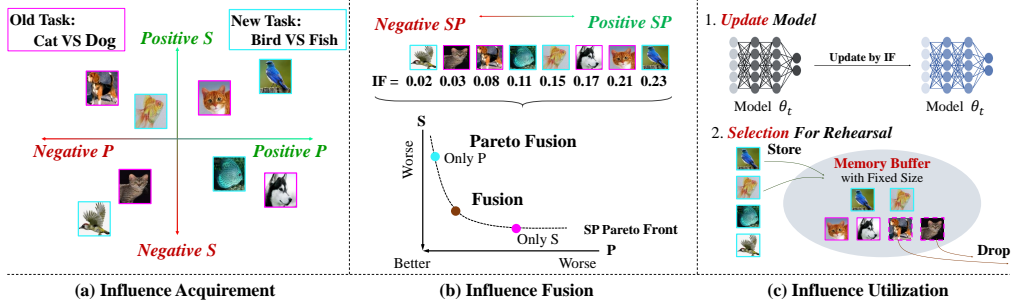 Old Task:
Cat VS Dog
New Task:
Bird VS Fish
Positive S
Negative P
Positive P
Negative S
(a) Influence Acquirement
Negative SP
Positive SP
IF = 0.02 0.03 0.08 0.11 0.15 0.17 0.21 0.23
S
Worse
Pareto Fusion
Only P
Fusion
Only S
SP Pareto Front
P
Better
Worse
(b) Influence Fusion
1. Update Model
Update by IF
Model θt
Model θt
2. Selection For Rehearsal
Store
Memory Buffer
with Fixed Size
Drop
(c) Influence Utilization